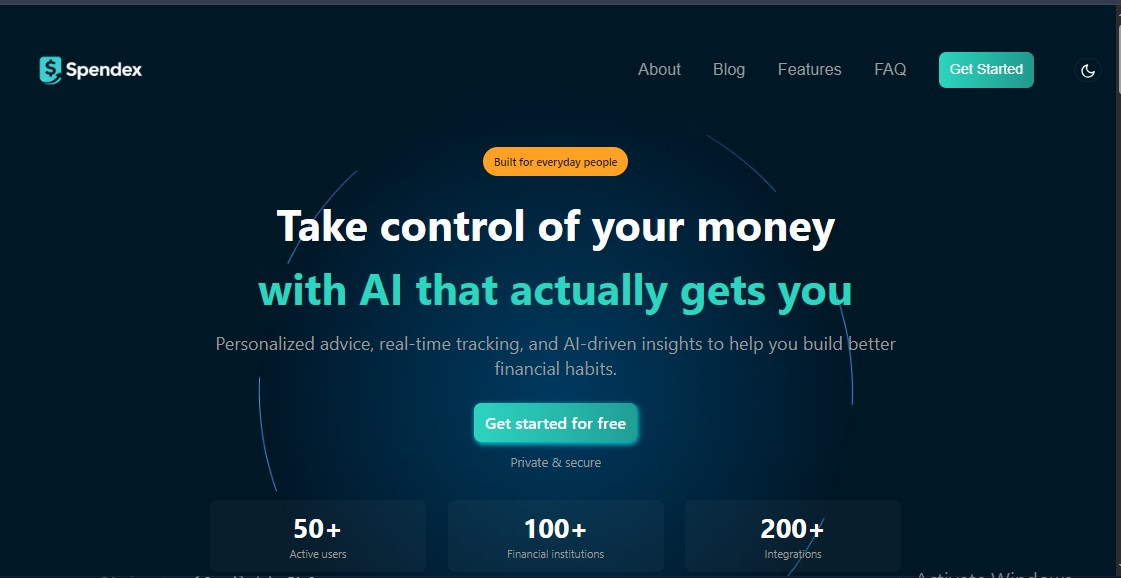 Spendex
About Blog Features FAQ Get Started
Built for everyday people
Take control of your money
with AI that actually gets you
Personalized advice, real-time tracking, and AI-driven insights to help you build better
financial habits.
Get started for free
Private & secure
50+ 100+ 200+
Active users Financial institutions Integrations
Activate Windows